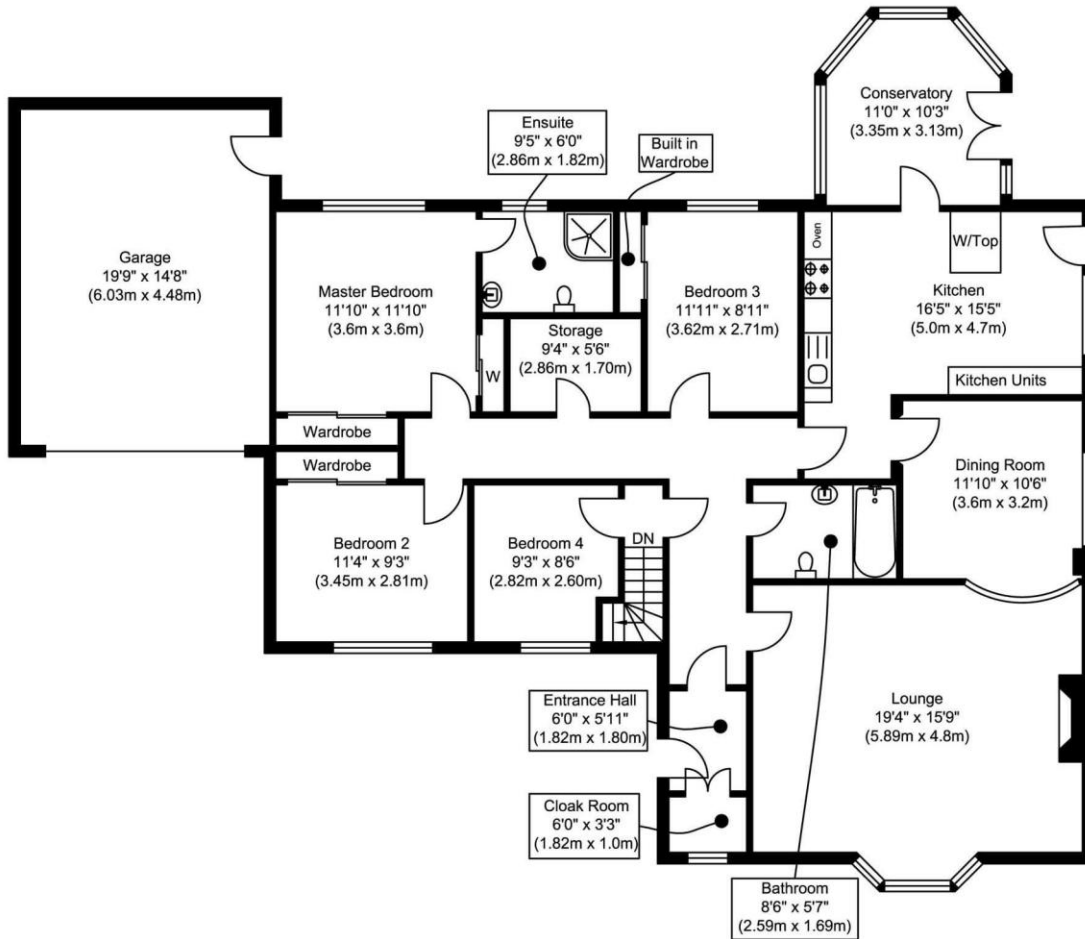 Conservatory
11'0" x 10'3"
(3.35m x 3.13m)
Ensuite
9'5" x 6'0"
(2.86m x 1.82m)
Built in
Wardrobe
Garage
19'9" x 14'8"
(6.03m x 4.48m)
Master Bedroom
11'10" x 11'10"
(3.6m x 3.6m)
Bedroom 3
11'11" x 8'11"
(3.62m x 2.71m)
Oven
W/Top
Kitchen
16'5" x 15'5"
(5.0m x 4.7m)
Storage
9'4" x 5'6"
(2.86m x 1.70m)
W
Kitchen Units
Wardrobe
Wardrobe
Dining Room
11'10" x 10'6"
(3.6m x 3.2m)
Bedroom 2
11'4" x 9'3"
(3.45m x 2.81m)
Bedroom 4
9'3" x 8'6"
(2.82m x 2.60m)
DN
Entrance Hall
6'0" x 5'11"
(1.82m x 1.80m)
Lounge
19'4" x 15'9"
(5.89m x 4.8m)
Cloak Room
6'0" x 3'3"
(1.82m x 1.0m)
Bathroom
8'6" x 5'7"
(2.59m x 1.69m)